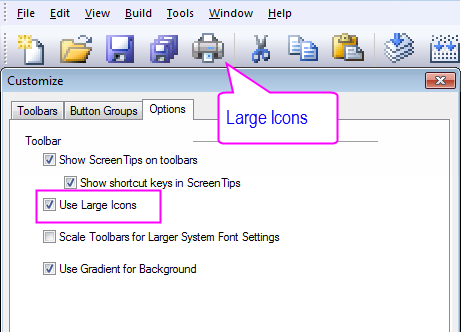 File Edit View Build Tools Window Help
Large Icons
Customize
Toolbars Button Groups Options
Toolbar
Show ScreenTips on toolbars
Show shortcut keys in ScreenTips
Use Large Icons
Scale Toolbars for Larger System Font Settings
Use Gradient for Background